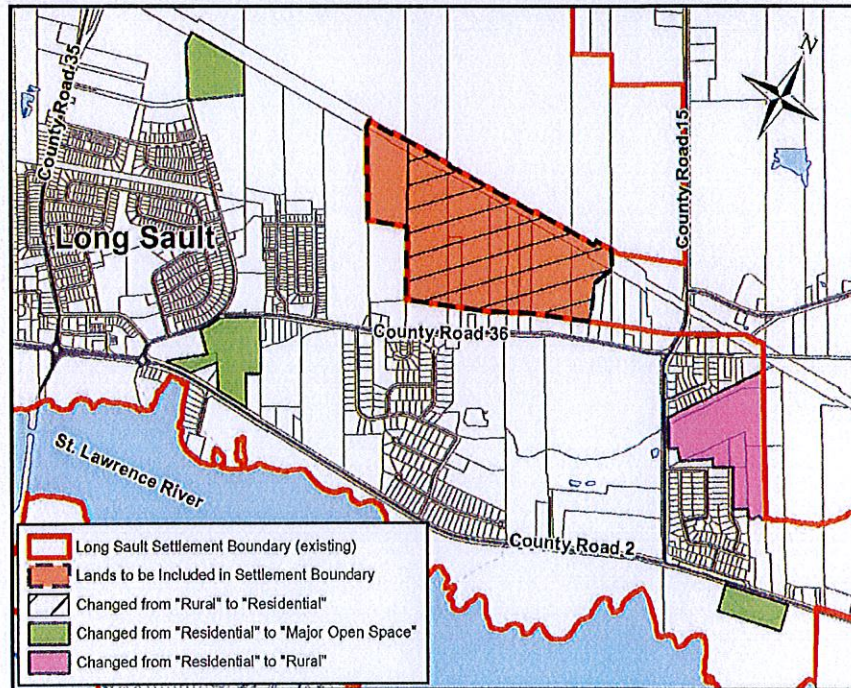 N
County Road 35
County Road 15
Long Sault
County Road 36
St. Lawrence River
County Road 2
Long Sault Settlement Boundary (existing)
Lands to be Included in Settlement Boundary
Changed from "Rural" to "Residential"
Changed from "Residential" to "Major Open Space"
Changed from "Residential" to "Rural"